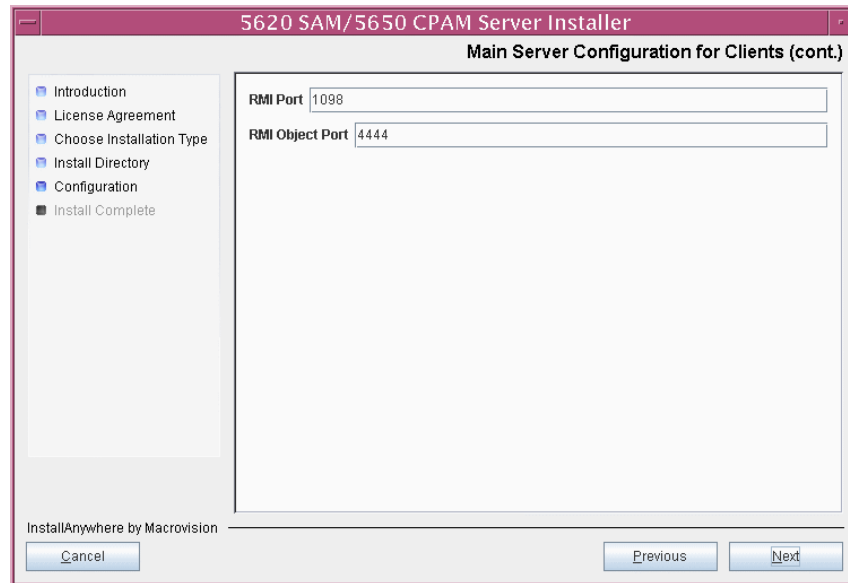 5620 SAM/5650 CPAM Server Installer
Main Server Configuration for Clients (cont.)
Introduction
License Agreement
Choose Installation Type
Install Directory
Configuration
Install Complete
RMI Port 1098
RMI Object Port 4444
InstallAnywhere by Macrovision
Cancel
Previous
Next